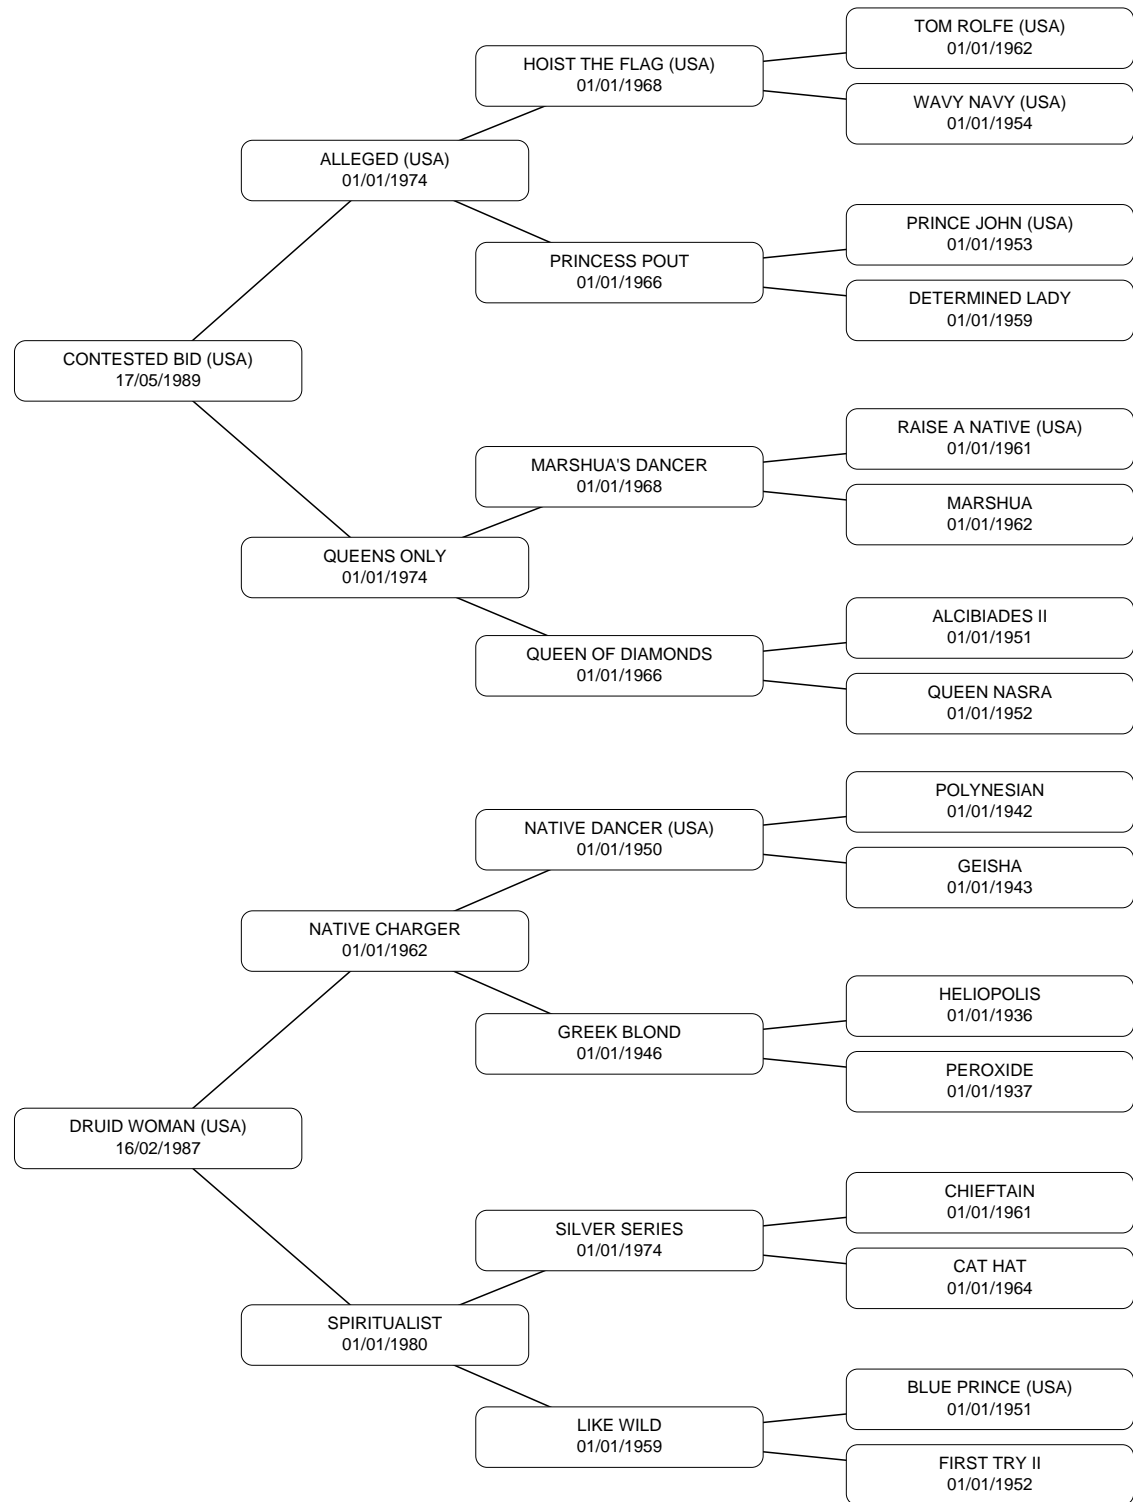 TOM ROLFE (USA)
01/01/1962
HOIST THE FLAG (USA)
01/01/1968
WAVY NAVY (USA)
01/01/1954
ALLEGED (USA)
01/01/1974
PRINCE JOHN (USA)
01/01/1953
PRINCESS POUT
01/01/1966
DETERMINED LADY
01/01/1959
CONTESTED BID (USA)
17/05/1989
RAISE A NATIVE (USA)
01/01/1961
MARSHUA'S DANCER
01/01/1968
MARSHUA
01/01/1962
QUEENS ONLY
01/01/1974
ALCIBIADES II
01/01/1951
QUEEN OF DIAMONDS
01/01/1966
QUEEN NASRA
01/01/1952
POLYNESIAN
01/01/1942
NATIVE DANCER (USA)
01/01/1950
GEISHA
01/01/1943
NATIVE CHARGER
01/01/1962
HELIOPOLIS
01/01/1936
GREEK BLOND
01/01/1946
PEROXIDE
01/01/1937
DRUID WOMAN (USA)
16/02/1987
CHIEFTAIN
01/01/1961
SILVER SERIES
01/01/1974
CAT HAT
01/01/1964
SPIRITUALIST
01/01/1980
BLUE PRINCE (USA)
01/01/1951
LIKE WILD
01/01/1959
FIRST TRY II
01/01/1952